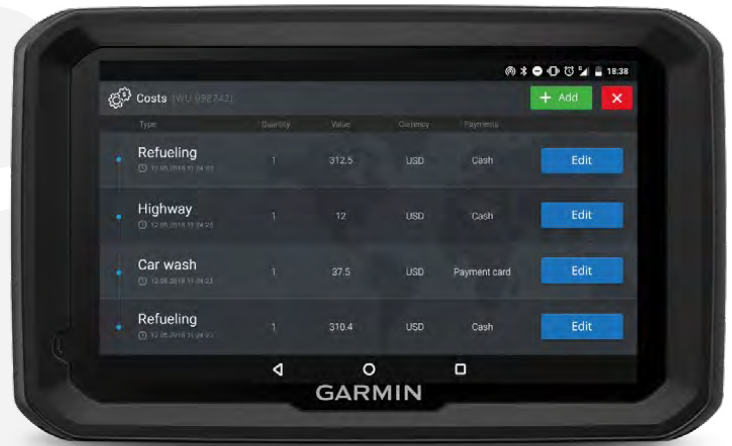 18:38
Costs (WU 99874Z)
+ Add
Type Quantity Value Currency Payments
Refueling 1 312.5 USD Cash Edit
Highway 1 12 USD Cash Edit
Car wash 1 37.5 USD Payment card Edit
Refueling 1 310.4 USD Cash Edit
GARMIN